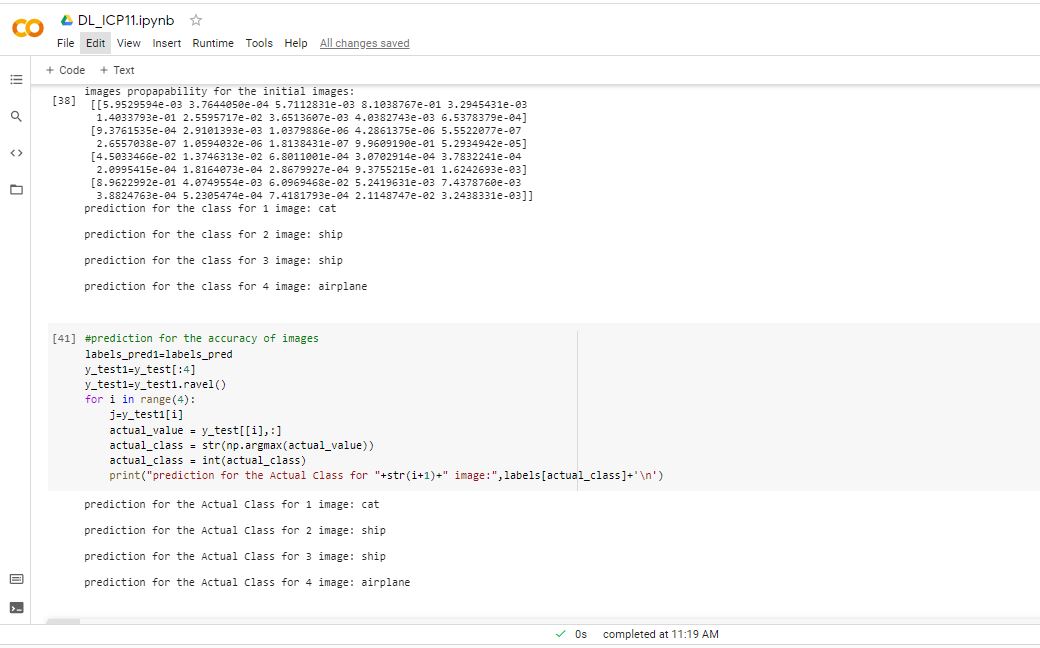 CO DL_ICP11.ipynb
File Edit View Insert Runtime Tools Help All changes saved
+ Code + Text
images propapability for the initial images:
[38] [[5.9529594e-03 3.7644050e-04 5.7112831e-03 8.1038767e-01 3.2945431e-03
1.4033793e-01 2.5595717e-02 3.6513607e-03 4.0382743e-03 6.5378379e-04]
[9.3761535e-04 2.9101393e-03 1.0379886e-06 4.2861375e-06 5.5522077e-07
2.6557038e-07 1.0594032e-06 1.8138431e-07 9.9609190e-01 5.2934942e-05]
[4.5033466e-02 1.3746313e-02 6.8011001e-04 3.0702914e-04 3.7832241e-04
2.0995415e-04 1.8164073e-04 2.8679927e-04 9.3755215e-01 1.6242693e-03]
[8.9622992e-01 4.0749554e-03 6.0969468e-02 5.2419631e-03 7.4378760e-03
3.8824763e-04 5.2305474e-04 7.4181793e-04 2.1148747e-02 3.2438331e-03]]
prediction for the class for 1 image: cat
prediction for the class for 2 image: ship
prediction for the class for 3 image: ship
prediction for the class for 4 image: airplane
[41] #prediction for the accuracy of images
labels_pred1=labels_pred
y_test1=y_test[:4]
y_test1=y_test1.ravel()
for i in range(4):
j=y_test1[i]
actual_value = y_test[[i],:]
actual_class = str(np.argmax(actual_value))
actual_class = int(actual_class)
print("prediction for the Actual Class for "+str(i+1)+" image:",labels[actual_class]+'\n')
prediction for the Actual Class for 1 image: cat
prediction for the Actual Class for 2 image: ship
prediction for the Actual Class for 3 image: ship
prediction for the Actual Class for 4 image: airplane
0s completed at 11:19 AM